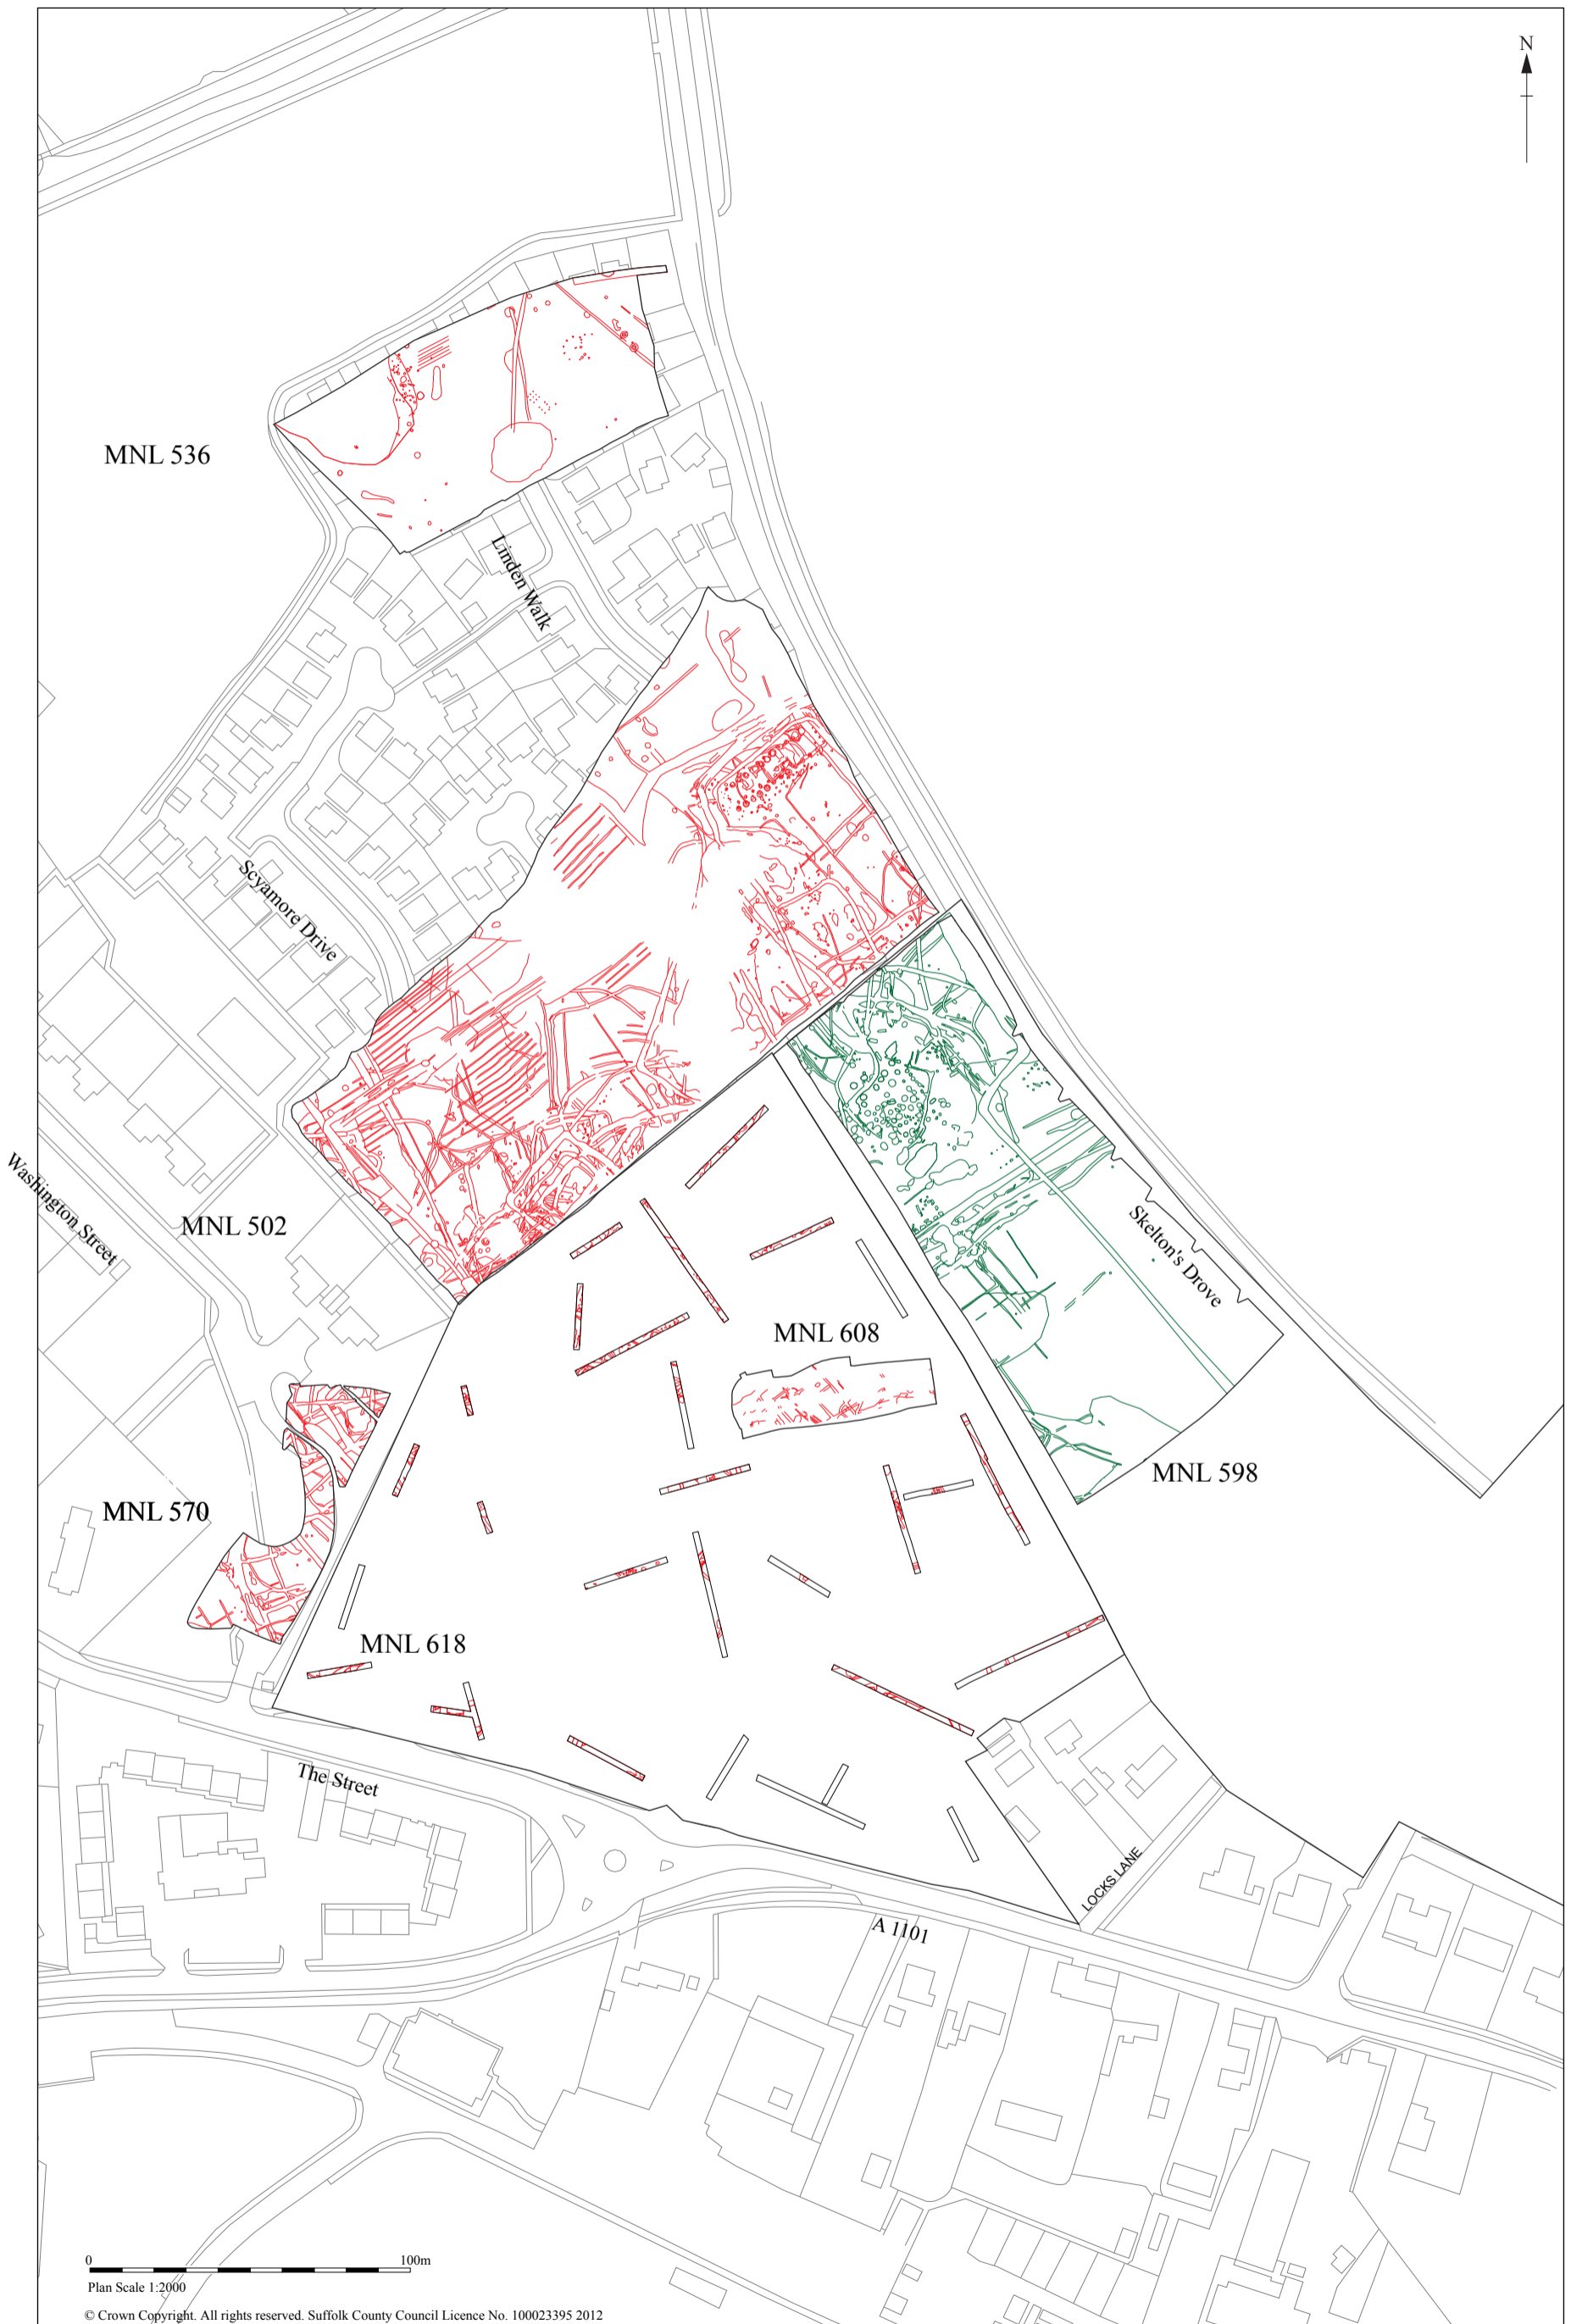 N
MNL 536
Linden Walk
Scyamore Drive
Washington Street
MNL 502
Skelton's Drove
MNL 608
MNL 598
MNL 570
MNL 618
The Street
LOCKS LANE
A 1101
0 100m
Plan Scale 1:2000
© Crown Copyright. All rights reserved. Suffolk County Council Licence No. 100023395 2012